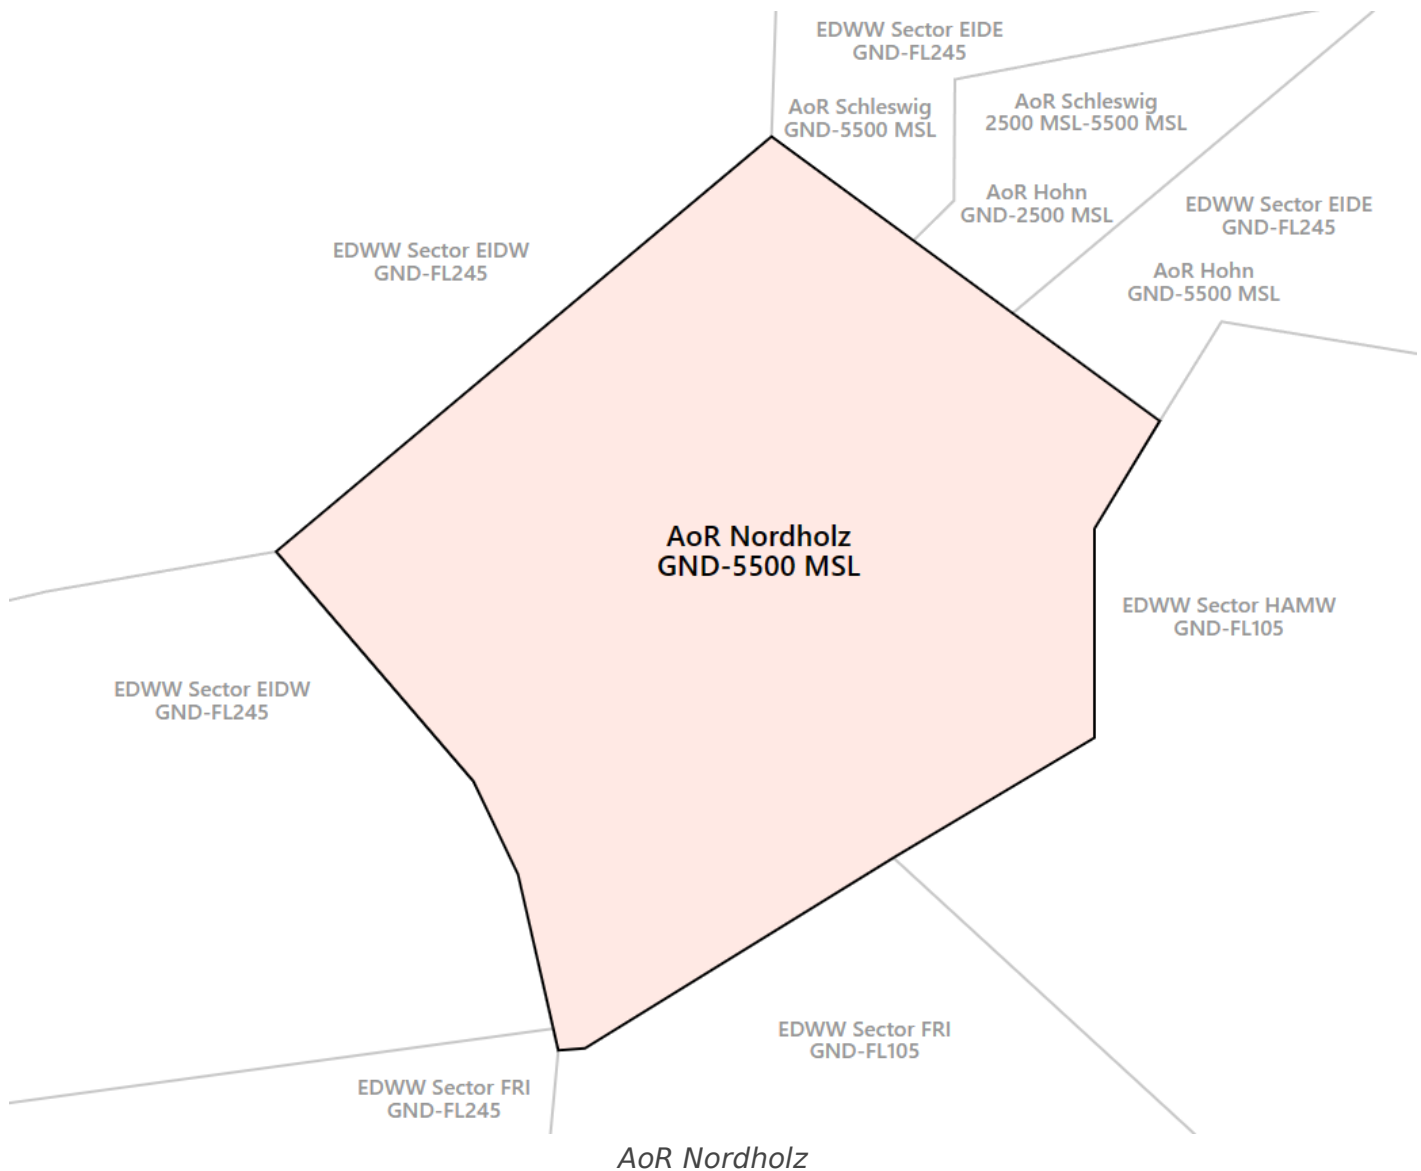 EDWW Sector EIDE
GND-FL245
AoR Schleswig
GND-5500 MSL
AoR Schleswig
2500 MSL-5500 MSL
AoR Hohn
GND-2500 MSL
EDWW Sector EIDE
GND-FL245
EDWW Sector EIDW
GND-FL245
AoR Hohn
GND-5500 MSL
AoR Nordholz
GND-5500 MSL
EDWW Sector HAMW
GND-FL105
EDWW Sector EIDW
GND-FL245
EDWW Sector FRI
GND-FL105
EDWW Sector FRI
GND-FL245
AoR Nordholz